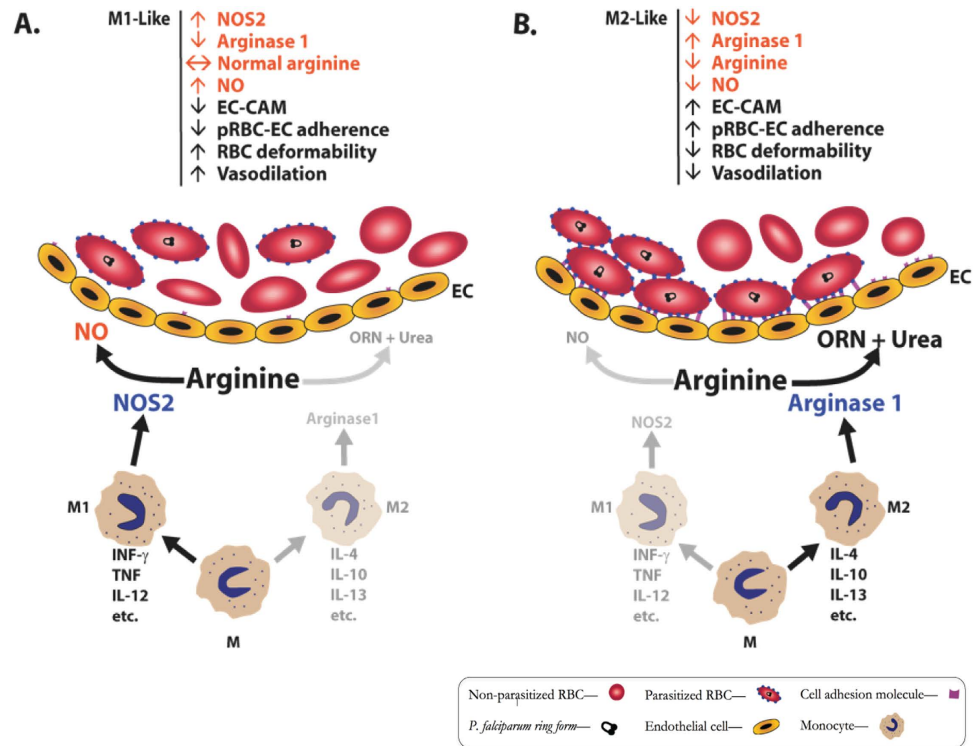 A.
M1-Like
↑ NOS2
↓ Arginase 1
↔ Normal arginine
↑ NO
↓ EC-CAM
↓ pRBC-EC adherence
↑ RBC deformability
↑ Vasodilation
EC
NO
ORN + Urea
Arginine
NOS2
Arginase1
M1
M2
INF-γ
TNF
IL-12
etc.
IL-4
IL-10
IL-13
etc.
M
B.
M2-Like
↓ NOS2
↑ Arginase 1
↓ Arginine
↓ NO
↑ EC-CAM
↑ pRBC-EC adherence
↓ RBC deformability
↓ Vasodilation
EC
NO
ORN + Urea
Arginine
Arginase 1
NOS2
M1
M2
INF-γ
TNF
IL-12
etc.
IL-4
IL-10
IL-13
etc.
M
Non-parasitized RBC— Parasitized RBC— Cell adhesion molecule—
P. falciparum ring form— Endothelial cell— Monocyte—